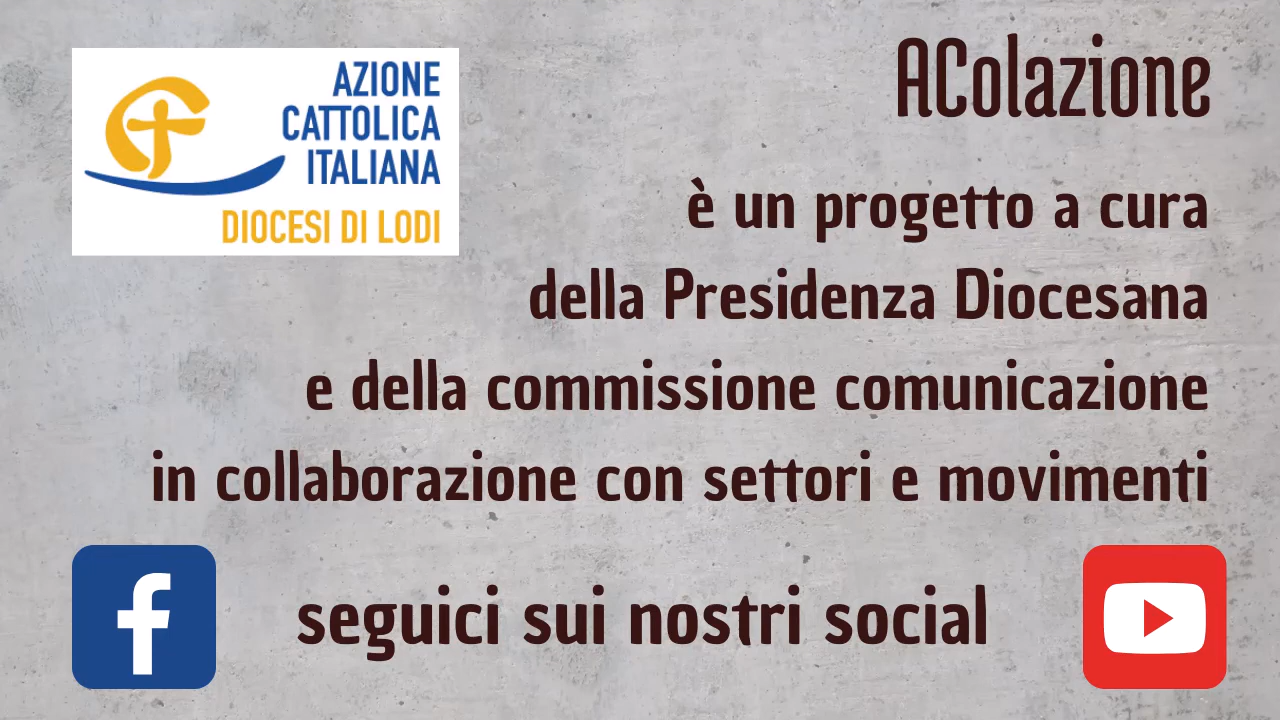 AZIONE
CATTOLICA
ITALIANA
DIOCESI DI LODI
AColazione
è un progetto a cura
della Presidenza Diocesana
e della commissione comunicazione
in collaborazione con settori e movimenti
seguici sui nostri social